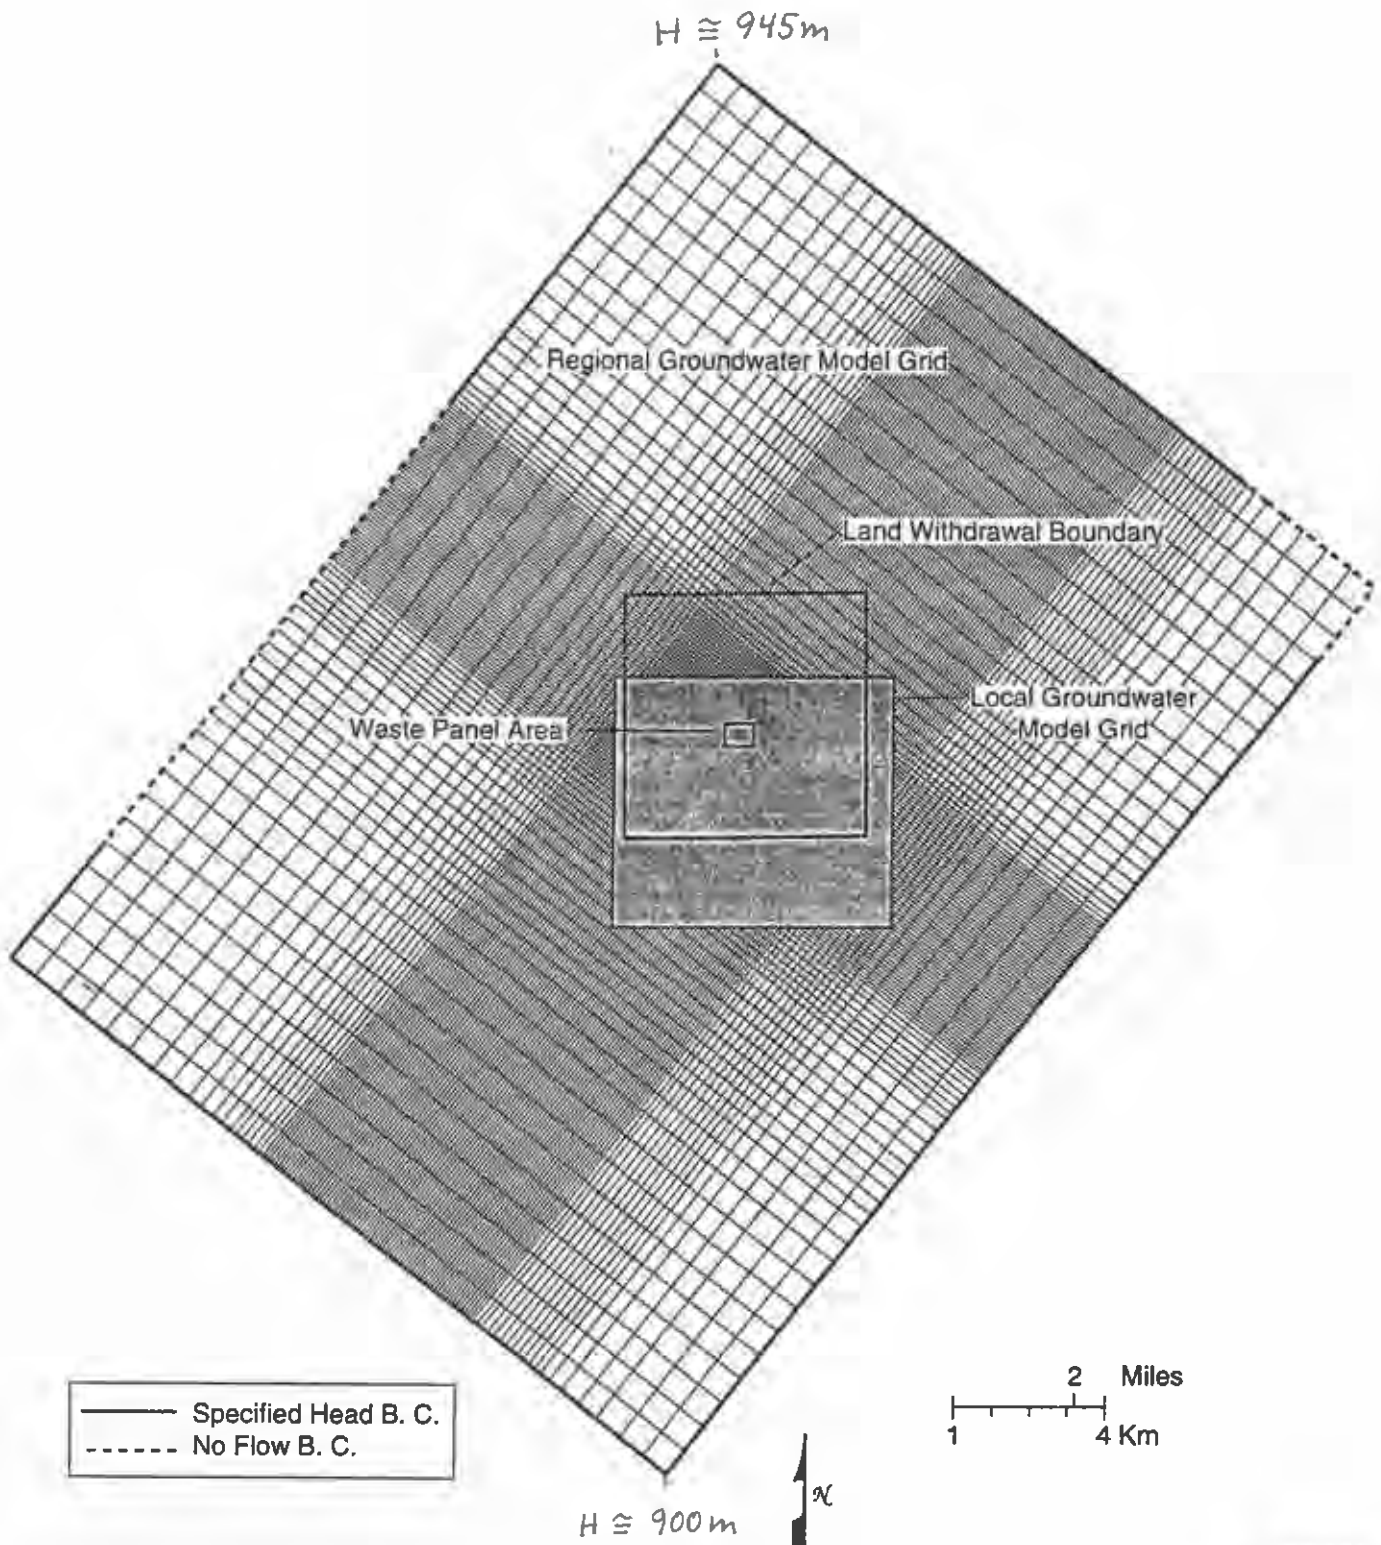 H ≅ 945m
Regional Groundwater Model Grid
Land Withdrawal Boundary
Local Groundwater
Model Grid
Waste Panel Area
Specified Head B. C.
No Flow B. C.
2 Miles
1 4 Km
N
H ≅ 900m